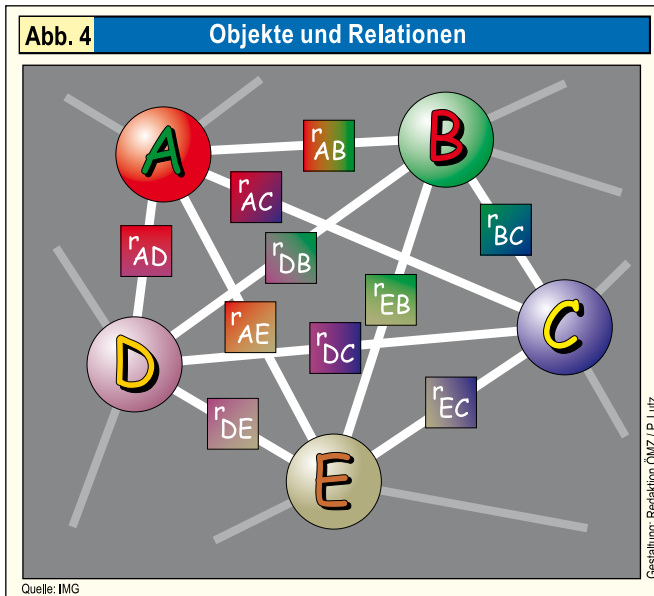 Abb. 4
Objekte und Relationen
A
B
C
D
E
rAB
rAC
rBC
rAD
rDB
rEB
rAE
rDC
rDE
rEC
Gestaltung: Redaktion ÖMZ / P. Lutz
Quelle: IMG